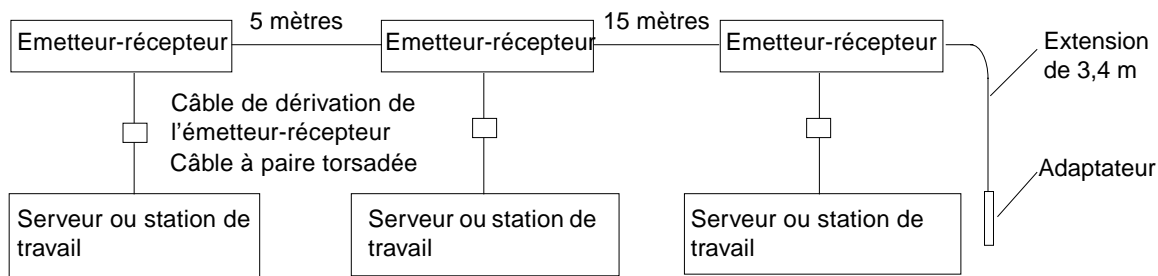 5 mètres
15 mètres
Emetteur-récepteur
Emetteur-récepteur
Emetteur-récepteur
Extension
de 3,4 m
Câble de dérivation de
l'émetteur-récepteur
Câble à paire torsadée
Adaptateur
Serveur ou station de
travail
Serveur ou station de
travail
Serveur ou station de
travail